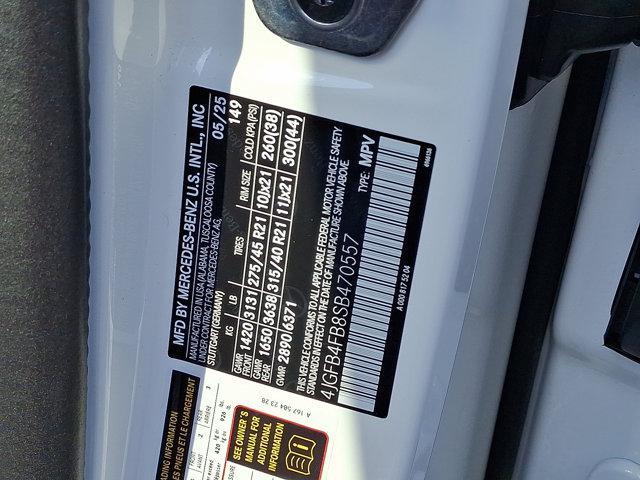 MFD BY MERCEDES-BENZ U.S. INTL., INC
MANUFACTURED IN USA (ALABAMA, TUSCALOOSA COUNTY)
UNDER CONTRACT FOR MERCEDES-BENZ AG,
STUTTGART (GERMANY) 05/25
149
KG LB TIRES RIM SIZE COLD KPA(PSI)
GAWR FRONT 1420 3131 275/45 R21 10Jx21 260(38)
GAWR REAR 1650 3638 315/40 R21 11Jx21 300(44)
GVWR 2890 6371
THIS VEHICLE CONFORMS TO ALL APPLICABLE FEDERAL MOTOR VEHICLE SAFETY
STANDARDS IN EFFECT ON THE DATE OF MANUFACTURE SHOWN ABOVE.
4JGFB4FB8SB470557 TYPE: MPV
A 000 817 52 04
A 167 584 23 28
SEE OWNER'S
MANUAL FOR
ADDITIONAL
INFORMATION